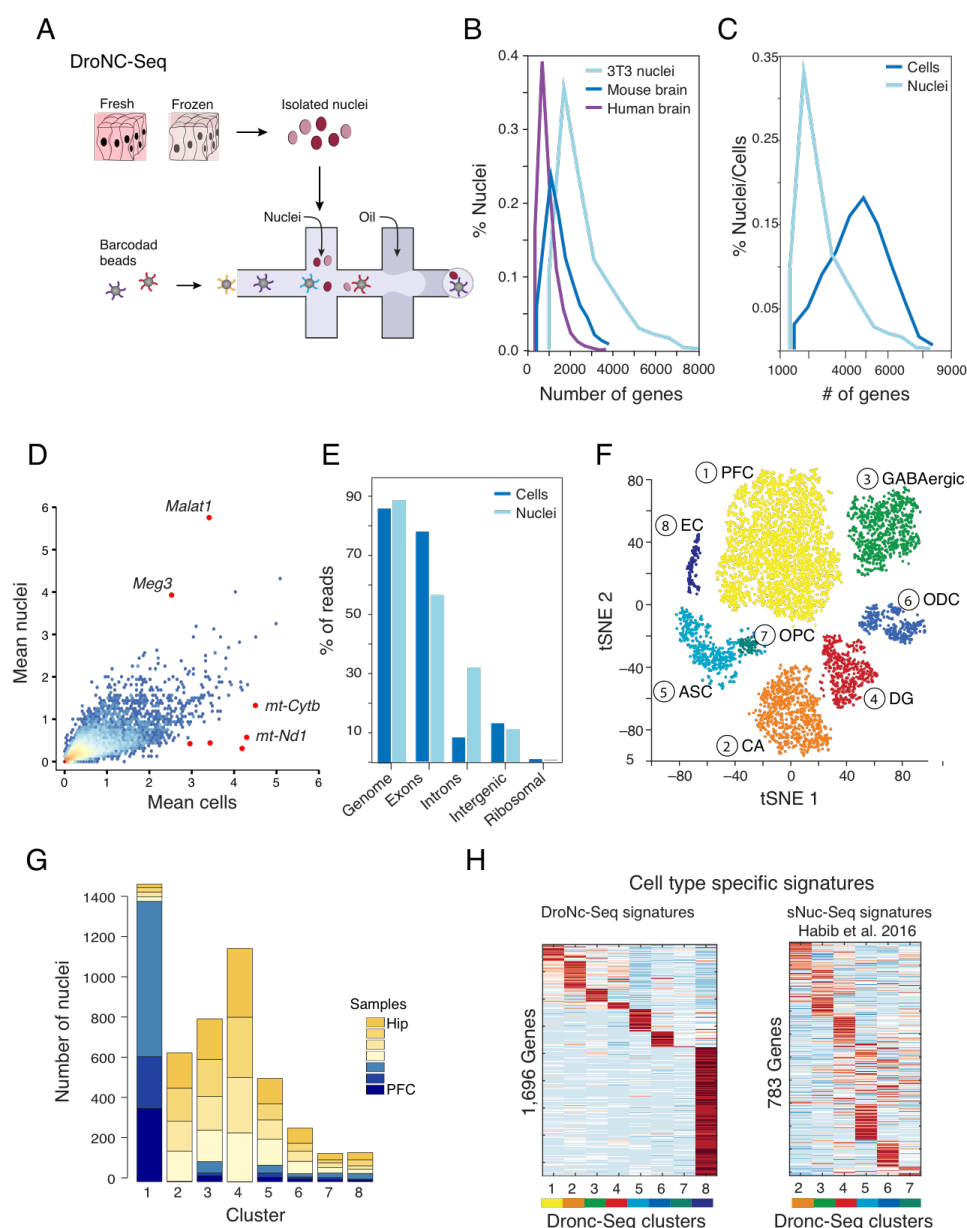 A
DroNC-Seq
Fresh
Frozen
Isolated nuclei
Nuclei
Oil
Barcodad
beads
B
0.4
0.3
0.2
0.1
0.0
% Nuclei
3T3 nuclei
Mouse brain
Human brain
0 2000 4000 6000 8000
Number of genes
C
0.35
0.25
0.15
0.05
% Nuclei/Cells
Cells
Nuclei
1000 4000 6000 9000
# of genes
D
6
5
4
3
2
1
0
Mean nuclei
Malat1
Meg3
mt-Cytb
mt-Nd1
0 1 2 3 4 5 6
Mean cells
E
90
70
50
30
10
% of reads
Cells
Nuclei
Genome
Exons
Introns
Intergenic
Ribosomal
F
80
40
0
−40
−80
5
tSNE 2
1 PFC
3 GABAergic
8 EC
6 ODC
7 OPC
5 ASC
4 DG
2 CA
−80 −40 0 40 80
tSNE 1
G
1400
1200
1000
800
600
400
200
0
Number of nuclei
Samples
Hip
PFC
1 2 3 4 5 6 7 8
Cluster
H
Cell type specific signatures
DroNc-Seq signatures
1,696 Genes
1 2 3 4 5 6 7 8
Dronc-Seq clusters
sNuc-Seq signatures
Habib et al. 2016
783 Genes
2 3 4 5 6 7
Dronc-Seq clusters